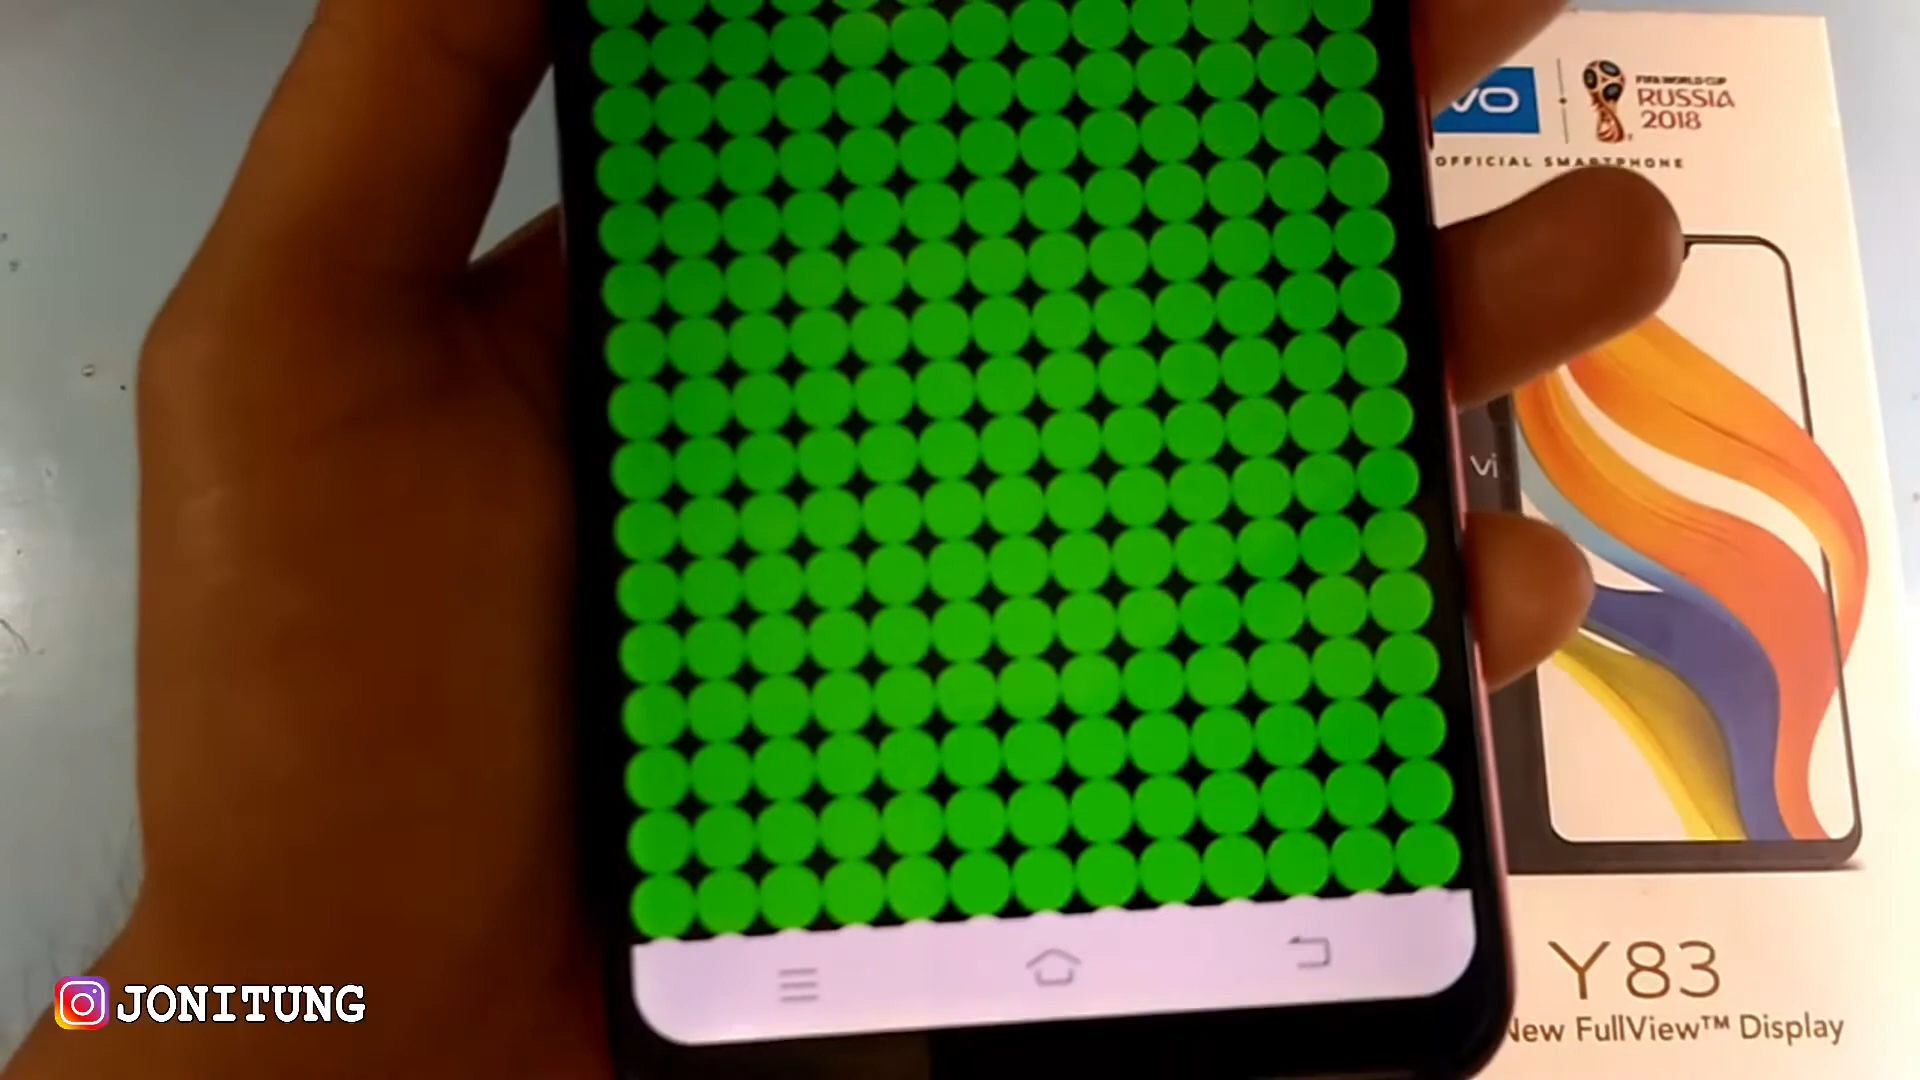 VO
FIFA WORLD CUP
RUSSIA
2018
OFFICIAL SMARTPHONE
vi
Y83
New FullView™ Display
JONITUNG